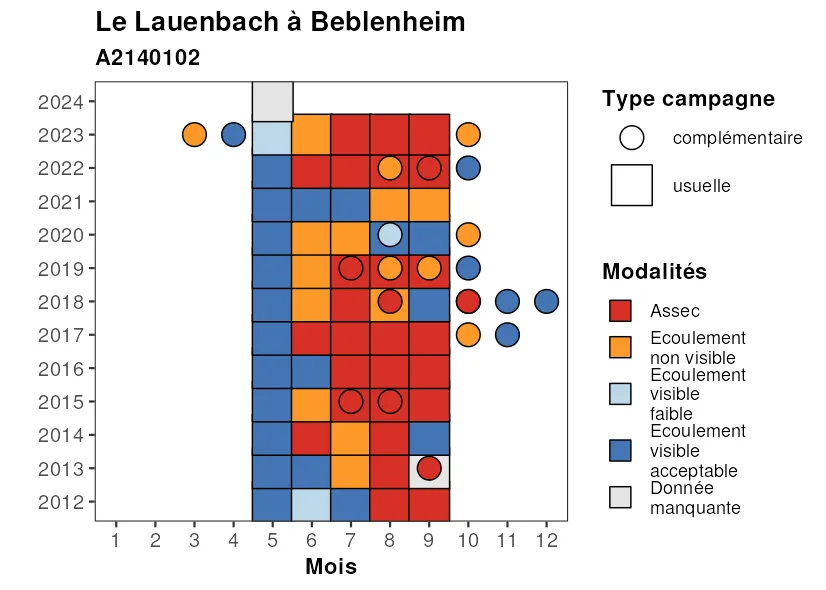 Le Lauenbach à Beblenheim
A2140102
2024
2023
2022
2021
2020
2019
2018
2017
2016
2015
2014
2013
2012
1 2 3 4 5 6 7 8 9 10 11 12
Mois
Type campagne
complémentaire
usuelle
Modalités
Assec
Ecoulement
non visible
Ecoulement
visible
faible
Ecoulement
visible
acceptable
Donnée
manquante